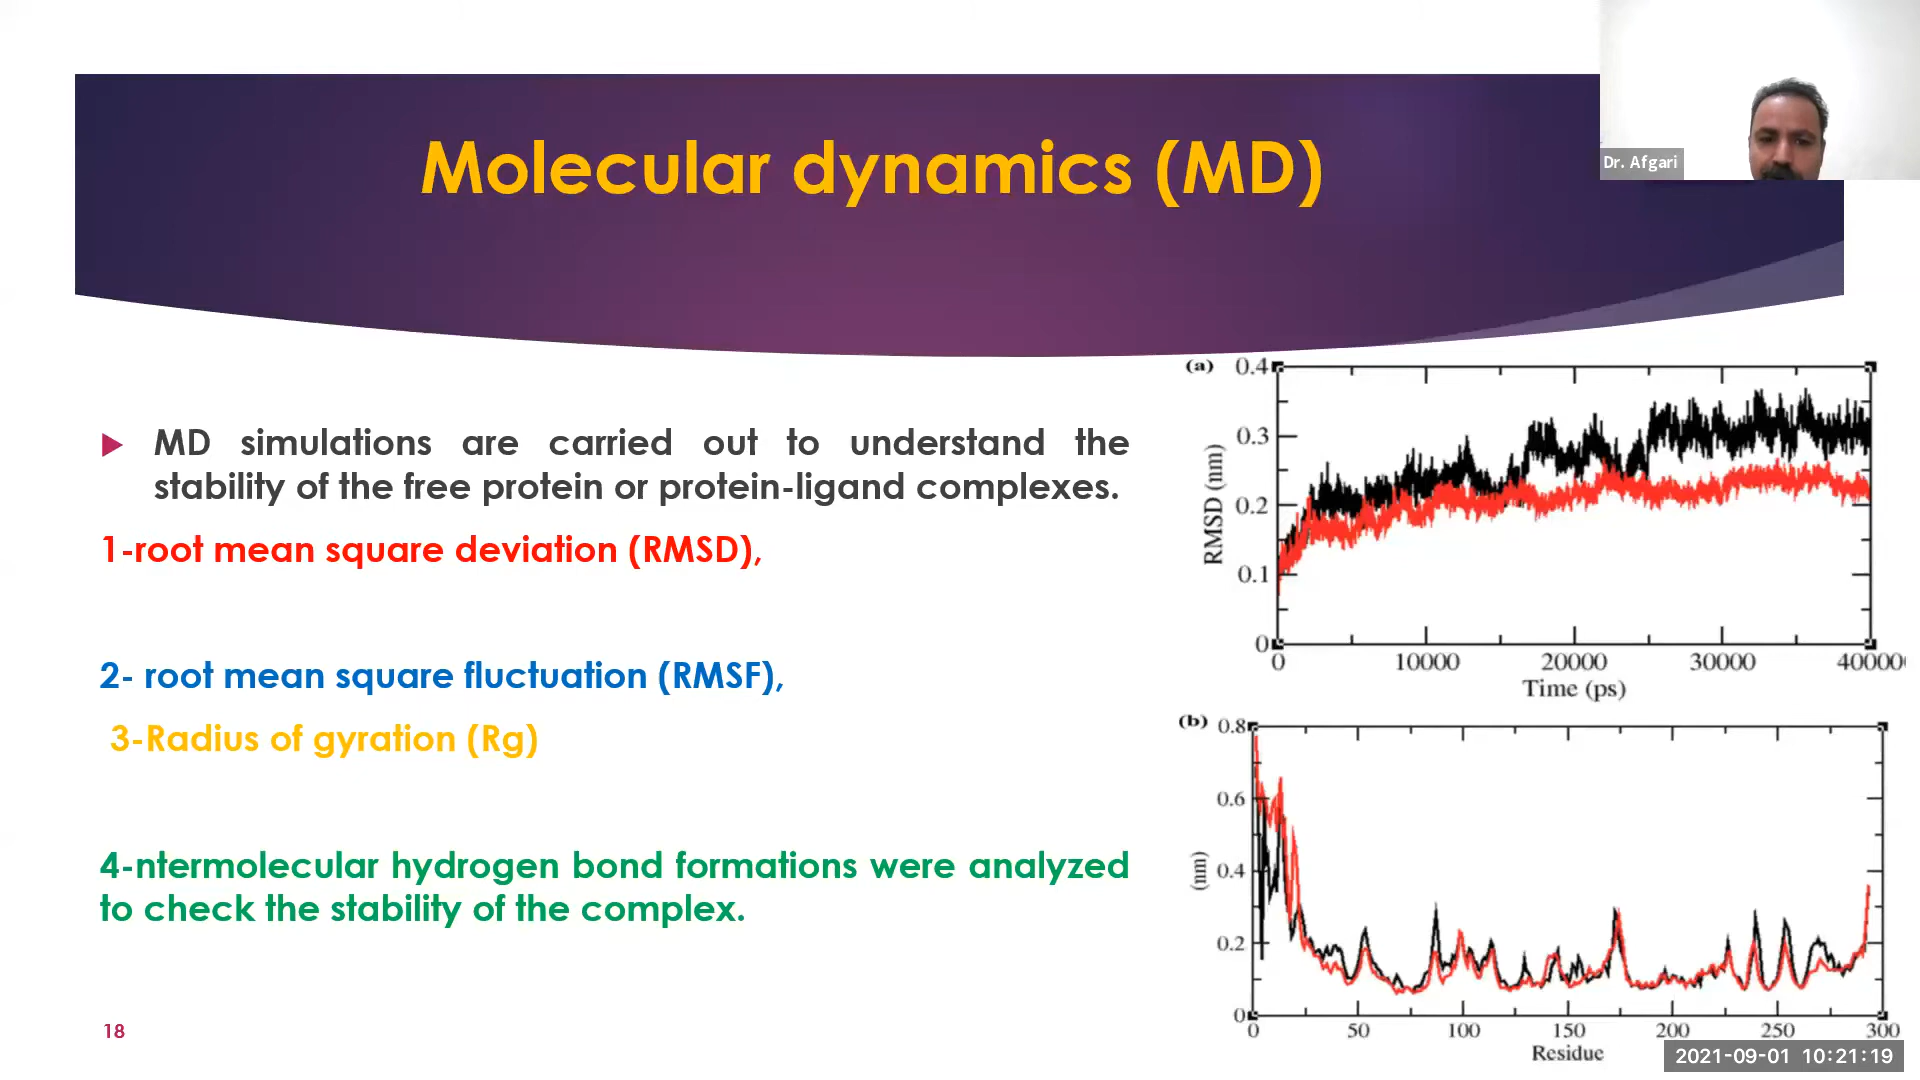 Molecular dynamics (MD)
Dr. Afgari
MD simulations are carried out to understand the
stability of the free protein or protein-ligand complexes.
1-root mean square deviation (RMSD),
2- root mean square fluctuation (RMSF),
3-Radius of gyration (Rg)
4-ntermolecular hydrogen bond formations were analyzed
to check the stability of the complex.
18
(a)
0.4
0.3
0.2
0.1
0
RMSD (nm)
0 10000 20000 30000 40000
Time (ps)
(b)
0.8
0.6
0.4
0.2
0
(nm)
0 50 100 150 200 250 300
Residue
2021-09-01 10:21:19